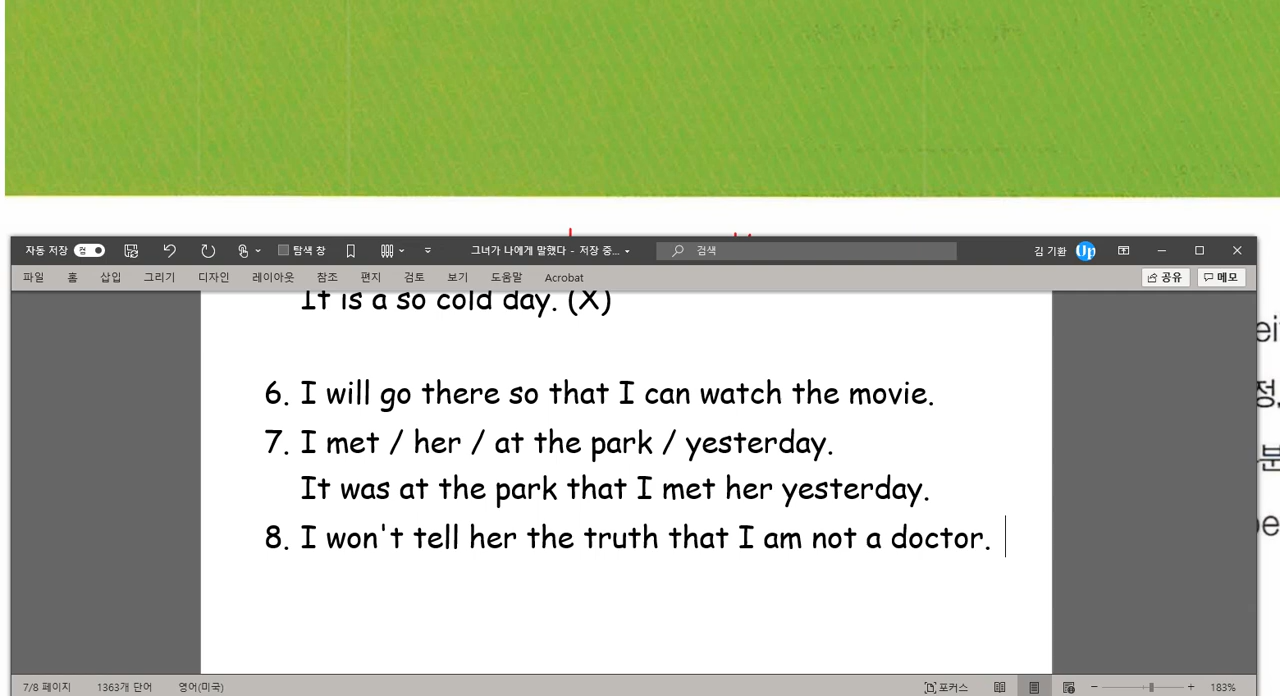 자동 저장 컴 탐색 창 그녀가 나에게 말했다 - 저장 중... 검색 김 기환 Up
파일 홈 삽입 그리기 디자인 레이아웃 참조 편지 검토 보기 도움말 Acrobat 공유 메모
It is a so cold day. (X)
6. I will go there so that I can watch the movie.
7. I met / her / at the park / yesterday.
It was at the park that I met her yesterday.
8. I won't tell her the truth that I am not a doctor.
7/8 페이지 1363개 단어 영어(미국) 포커스 183%